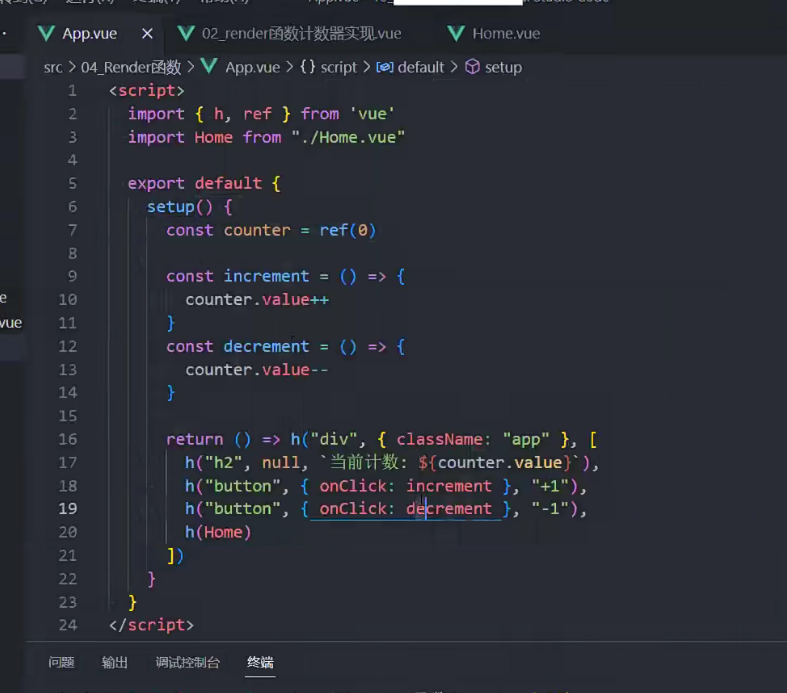 App.vue
02_render函数计数器实现.vue
Home.vue
src > 04_Render函数 > App.vue > {} script > default > setup
1 <script>
2 import { h, ref } from 'vue'
3 import Home from "./Home.vue"
4
5 export default {
6 setup() {
7 const counter = ref(0)
8
9 const increment = () => {
10 counter.value++
11 }
12 const decrement = () => {
13 counter.value--
14 }
15
16 return () => h("div", { className: "app" }, [
17 h("h2", null, `当前计数: ${counter.value}`),
18 h("button", { onClick: increment }, "+1"),
19 h("button", { onClick: decrement }, "-1"),
20 h(Home)
21 ])
22 }
23 }
24 </script>
e
vue
问题 输出 调试控制台 终端